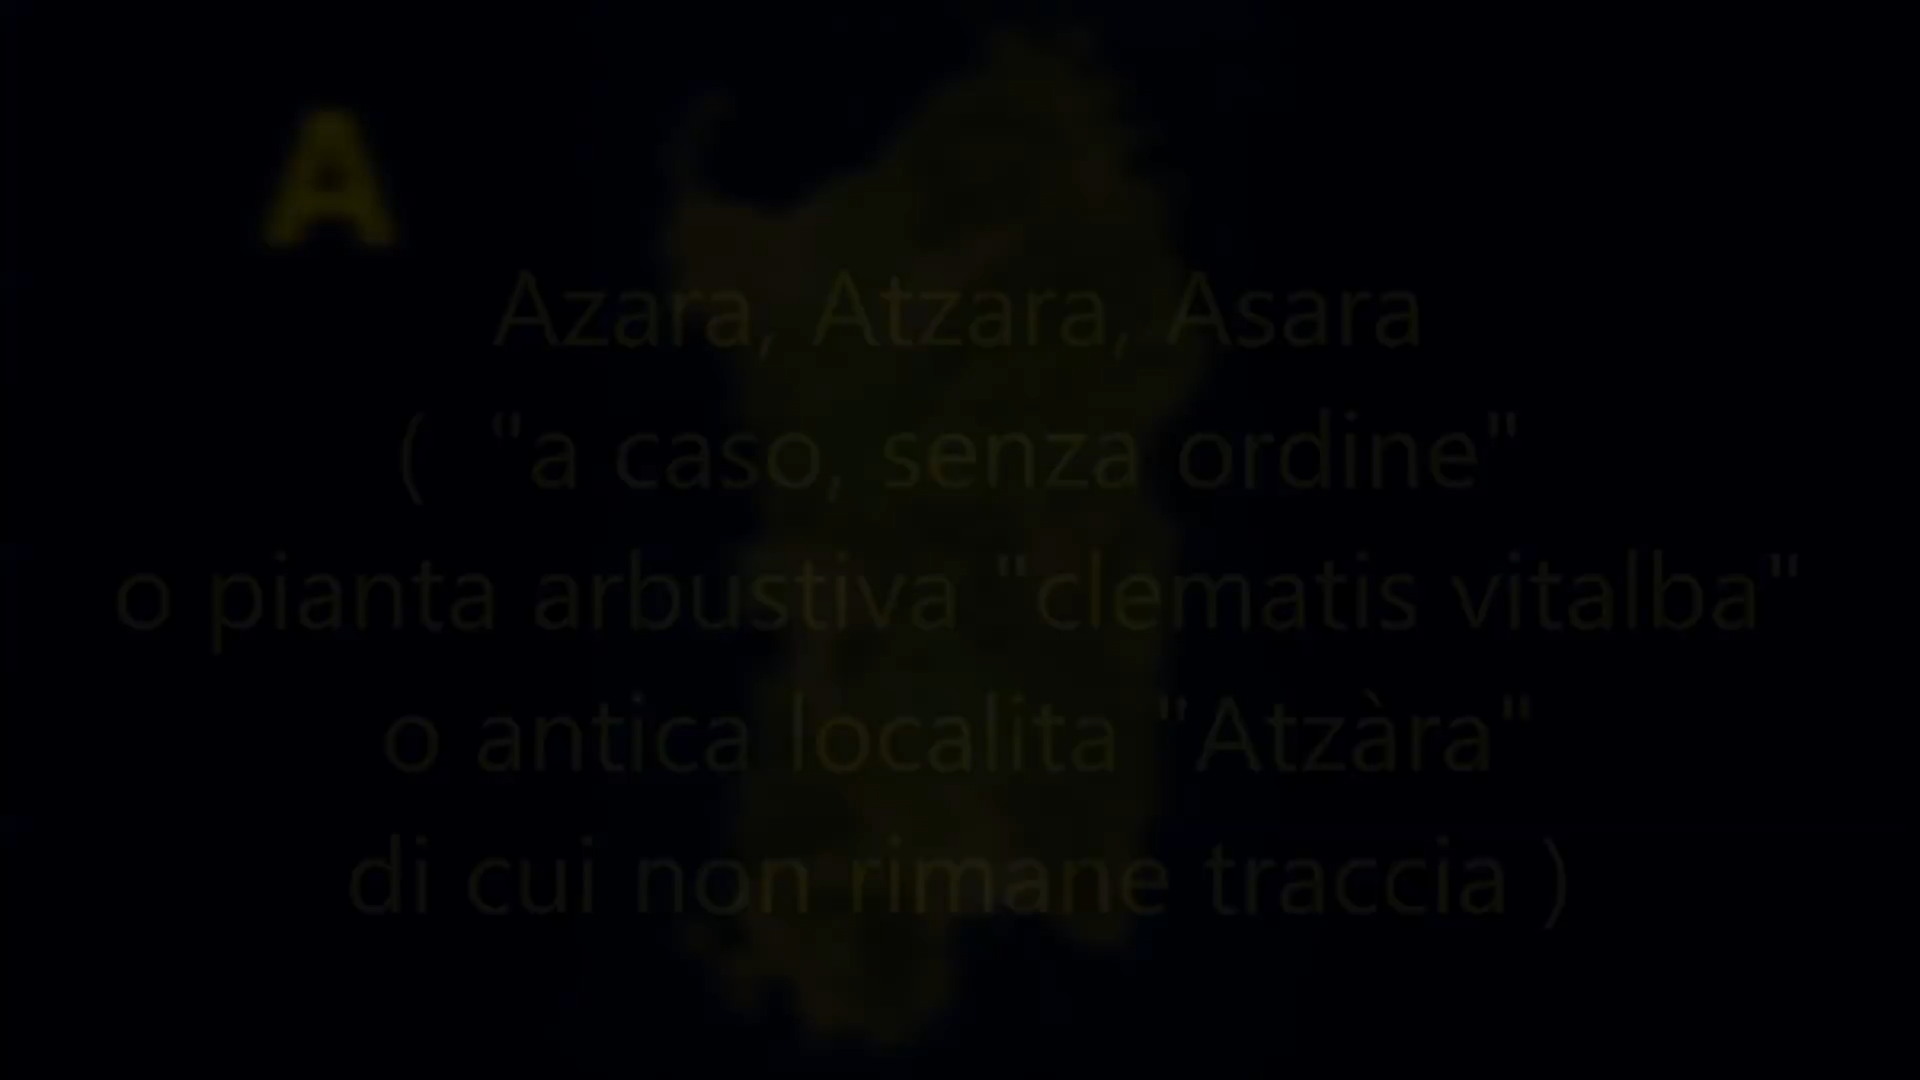 A
Azara, Atzara, Asara
( "a caso, senza ordine"
o pianta arbustiva "clematis vitalba"
o antica localita "Atzàra"
di cui non rimane traccia )